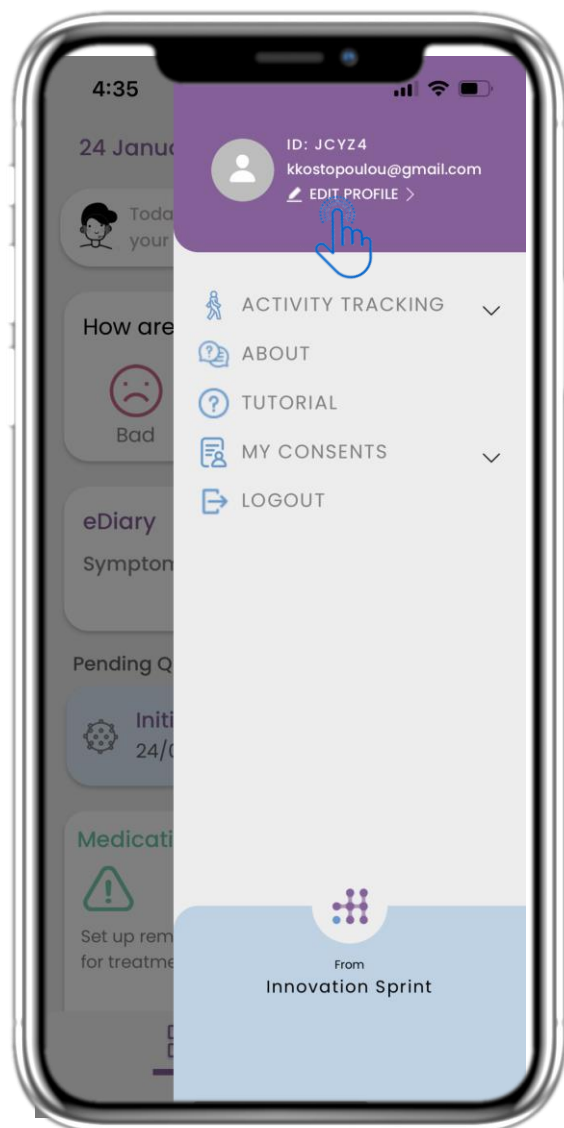 4:35
24 Janua
ID: JCYZ4
kkostopoulou@gmail.com
EDIT PROFILE >
Toda
your
ACTIVITY TRACKING
How are
ABOUT
TUTORIAL
Bad
MY CONSENTS
LOGOUT
eDiary
Symptom
Pending Q
Initi
24/0
Medicati
Set up rem
for treatme
From
Innovation Sprint